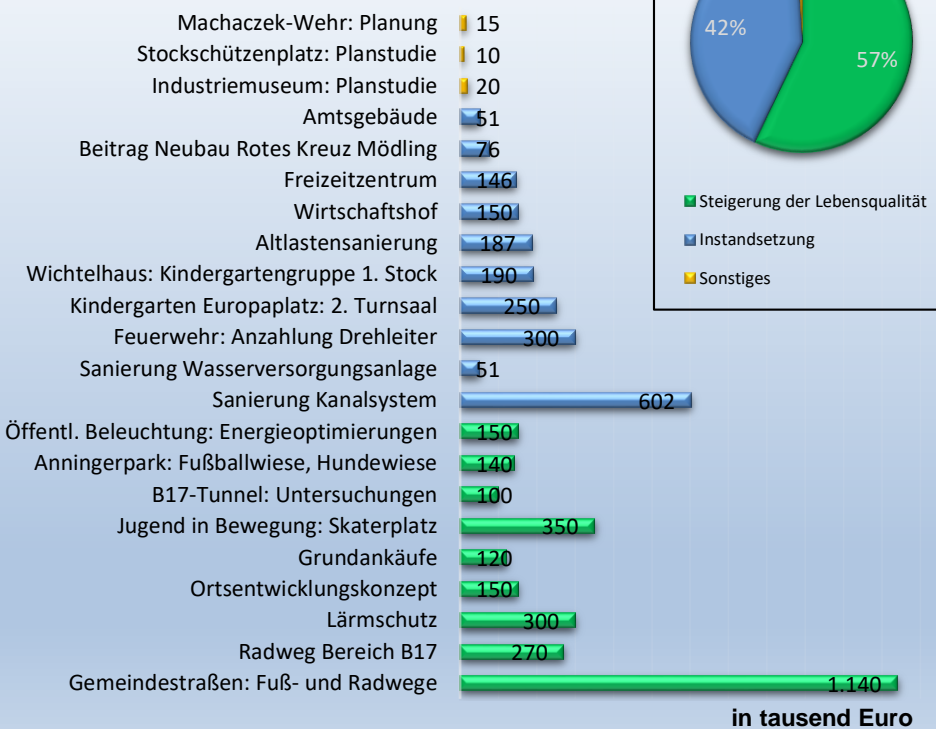 Machaczek-Wehr: Planung 15
Stockschützenplatz: Planstudie 10
Industriemuseum: Planstudie 20
Amtsgebäude 51
Beitrag Neubau Rotes Kreuz Mödling 76
Freizeitzentrum 146
Wirtschaftshof 150
Altlastensanierung 187
Wichtelhaus: Kindergartengruppe 1. Stock 190
Kindergarten Europaplatz: 2. Turnsaal 250
Feuerwehr: Anzahlung Drehleiter 300
Sanierung Wasserversorgungsanlage 51
Sanierung Kanalsystem 602
Öffentl. Beleuchtung: Energieoptimierungen 150
Anningerpark: Fußballwiese, Hundewiese 140
B17-Tunnel: Untersuchungen 100
Jugend in Bewegung: Skaterplatz 350
Grundankäufe 120
Ortsentwicklungskonzept 150
Lärmschutz 300
Radweg Bereich B17 270
Gemeindestraßen: Fuß- und Radwege 1.140
in tausend Euro
42%
57%
Steigerung der Lebensqualität
Instandsetzung
Sonstiges